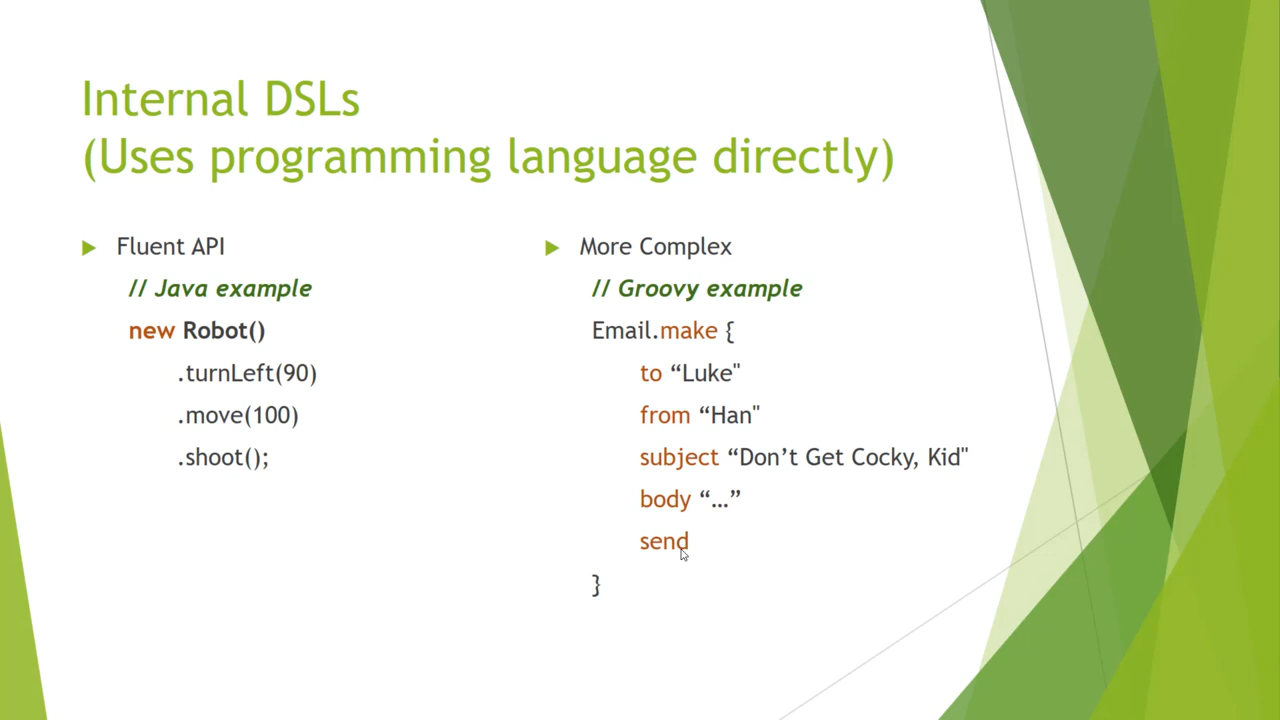 Internal DSLs
(Uses programming language directly)
Fluent API
// Java example
new Robot()
.turnLeft(90)
.move(100)
.shoot();
More Complex
// Groovy example
Email.make {
to “Luke"
from “Han"
subject “Don’t Get Cocky, Kid"
body “…”
send
}